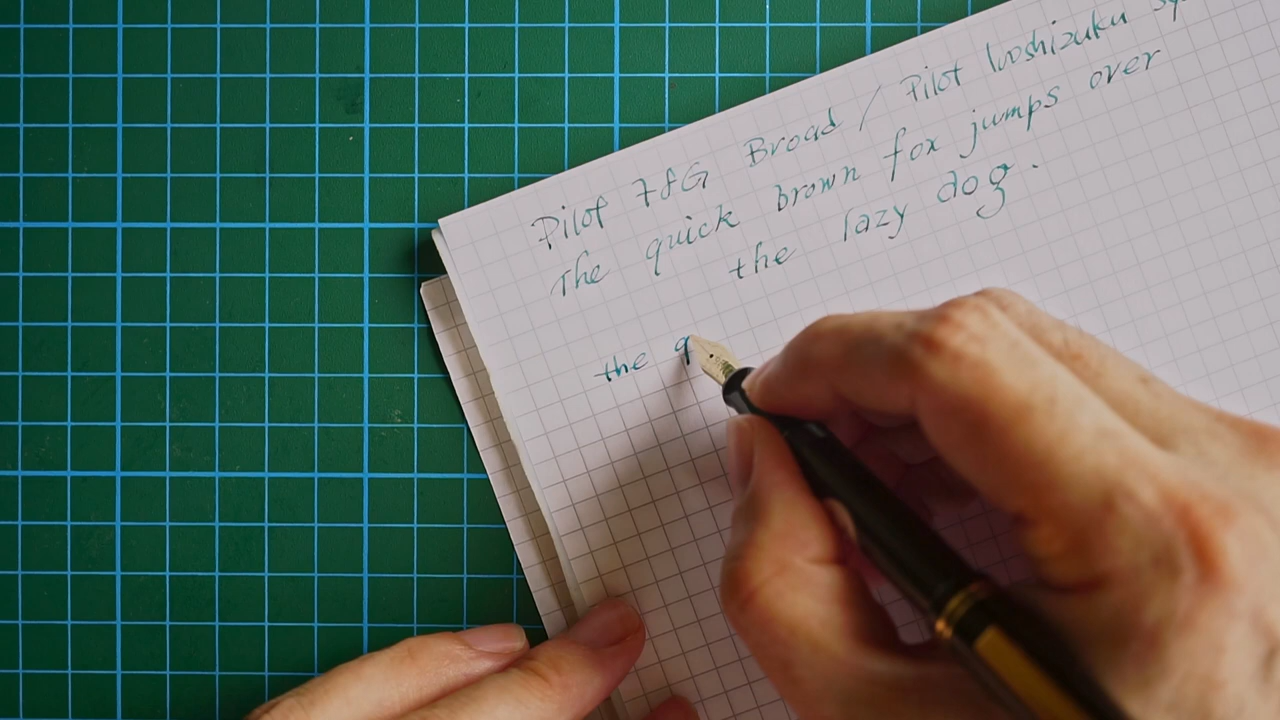 Pilot 78G Broad / Pilot Iroshizuku
The quick brown fox jumps over
the lazy dog.
the q